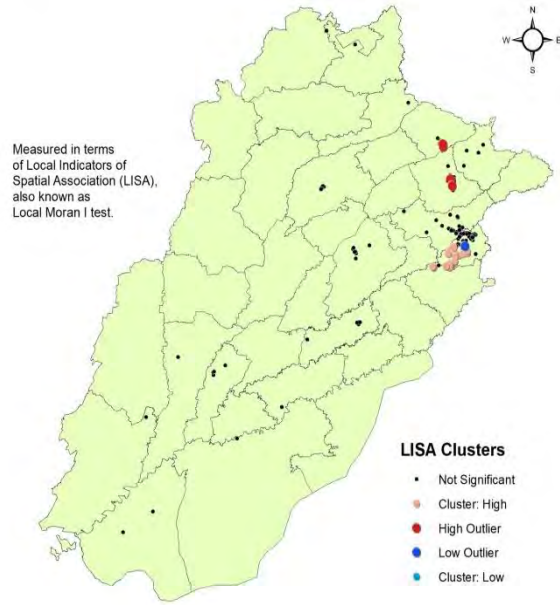 N
W E
S
Measured in terms
of Local Indicators of
Spatial Association (LISA),
also known as
Local Moran I test.
LISA Clusters
Not Significant
Cluster: High
High Outlier
Low Outlier
Cluster: Low